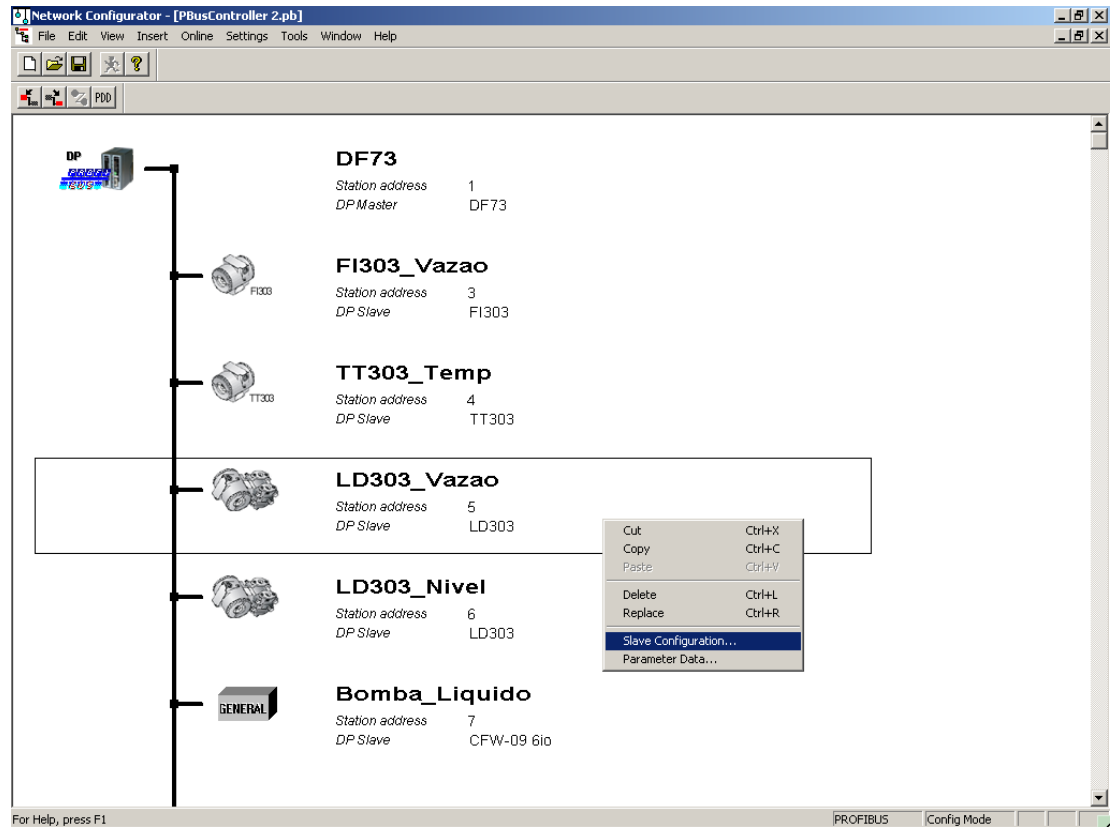 Network Configurator - [PBusController 2.pb]
File Edit View Insert Online Settings Tools Window Help
PDD
DP
PROFI
BUS
DF73
Station address 1
DP Master DF73
FI303
FI303_Vazao
Station address 3
DP Slave FI303
TT303
TT303_Temp
Station address 4
DP Slave TT303
LD303_Vazao
Station address 5
DP Slave LD303
Cut Ctrl+X
Copy Ctrl+C
Paste Ctrl+V
Delete Ctrl+L
Replace Ctrl+R
Slave Configuration...
Parameter Data...
LD303_Nivel
Station address 6
DP Slave LD303
GENERAL
Bomba_Liquido
Station address 7
DP Slave CFW-09 6io
For Help, press F1 PROFIBUS Config Mode